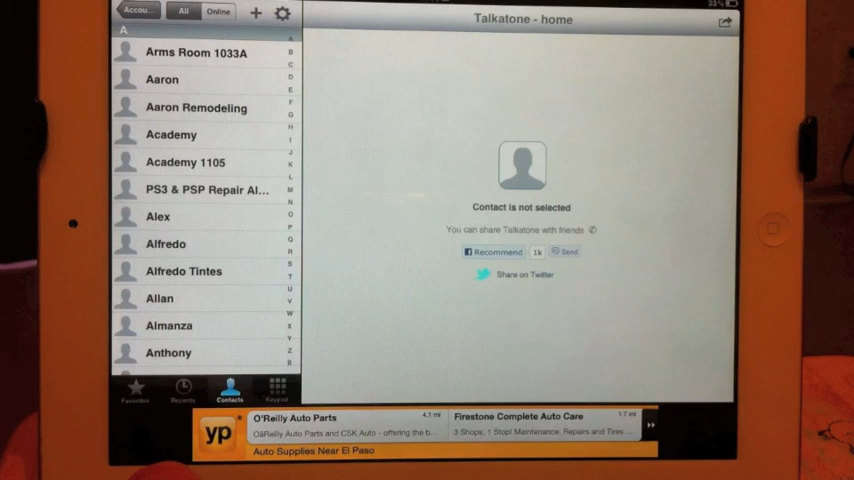 33%
Accou...
All
Online
+
Talkatone - home
A
Arms Room 1033A
Aaron
Aaron Remodeling
Academy
Academy 1105
PS3 & PSP Repair Al...
Alex
Alfredo
Alfredo Tintes
Allan
Almanza
Anthony
A
B
C
D
E
F
G
H
I
J
K
L
M
N
O
P
Q
R
S
T
U
V
W
X
Y
Z
Contact is not selected
You can share Talkatone with friends
Recommend
1k
Send
Share on Twitter
Favorites
Recents
Contacts
Keypad
yp
O'Reilly Auto Parts
4.1 mi
OâReilly Auto Parts and CSK Auto - offering the b...
Firestone Complete Auto Care
1.7 mi
3 Shops, 1 Stop! Maintenance, Repairs and Tires ...
Auto Supplies Near El Paso